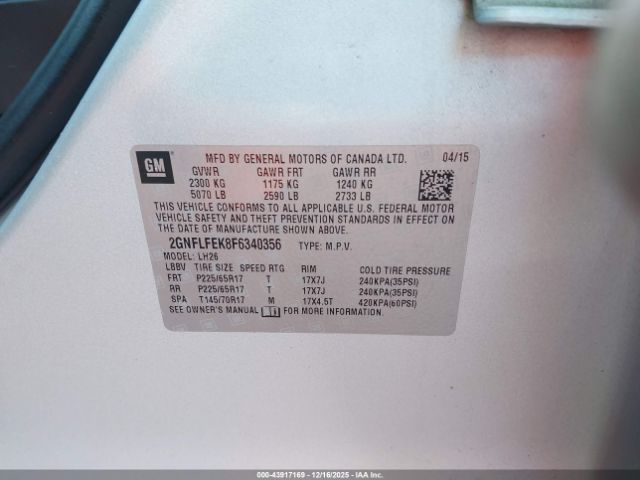 GM
MFD BY GENERAL MOTORS OF CANADA LTD. 04/15
GVWR GAWR FRT GAWR RR
2300 KG 1175 KG 1240 KG
5070 LB 2590 LB 2733 LB
THIS VEHICLE CONFORMS TO ALL APPLICABLE U.S. FEDERAL MOTOR
VEHICLE SAFETY AND THEFT PREVENTION STANDARDS IN EFFECT ON
THE DATE OF MANUFACTURE SHOWN ABOVE.
2GNFLFEK8F6340356 TYPE: M.P.V.
MODEL: LH26
LBBV TIRE SIZE SPEED RTG RIM COLD TIRE PRESSURE
FRT P225/65R17 T 17X7J 240KPA(35PSI)
RR P225/65R17 T 17X7J 240KPA(35PSI)
SPA T145/70R17 M 17X4.5T 420KPA(60PSI)
SEE OWNER'S MANUAL FOR MORE INFORMATION.
000-43917169 - 12/16/2025 - IAA, Inc.